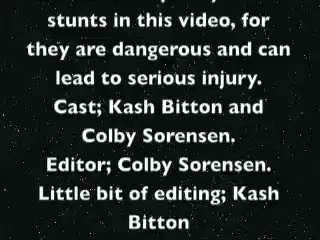 stunts in this video, for
they are dangerous and can
lead to serious injury.
Cast; Kash Bitton and
Colby Sorensen.
Editor; Colby Sorensen.
Little bit of editing; Kash
Bitton